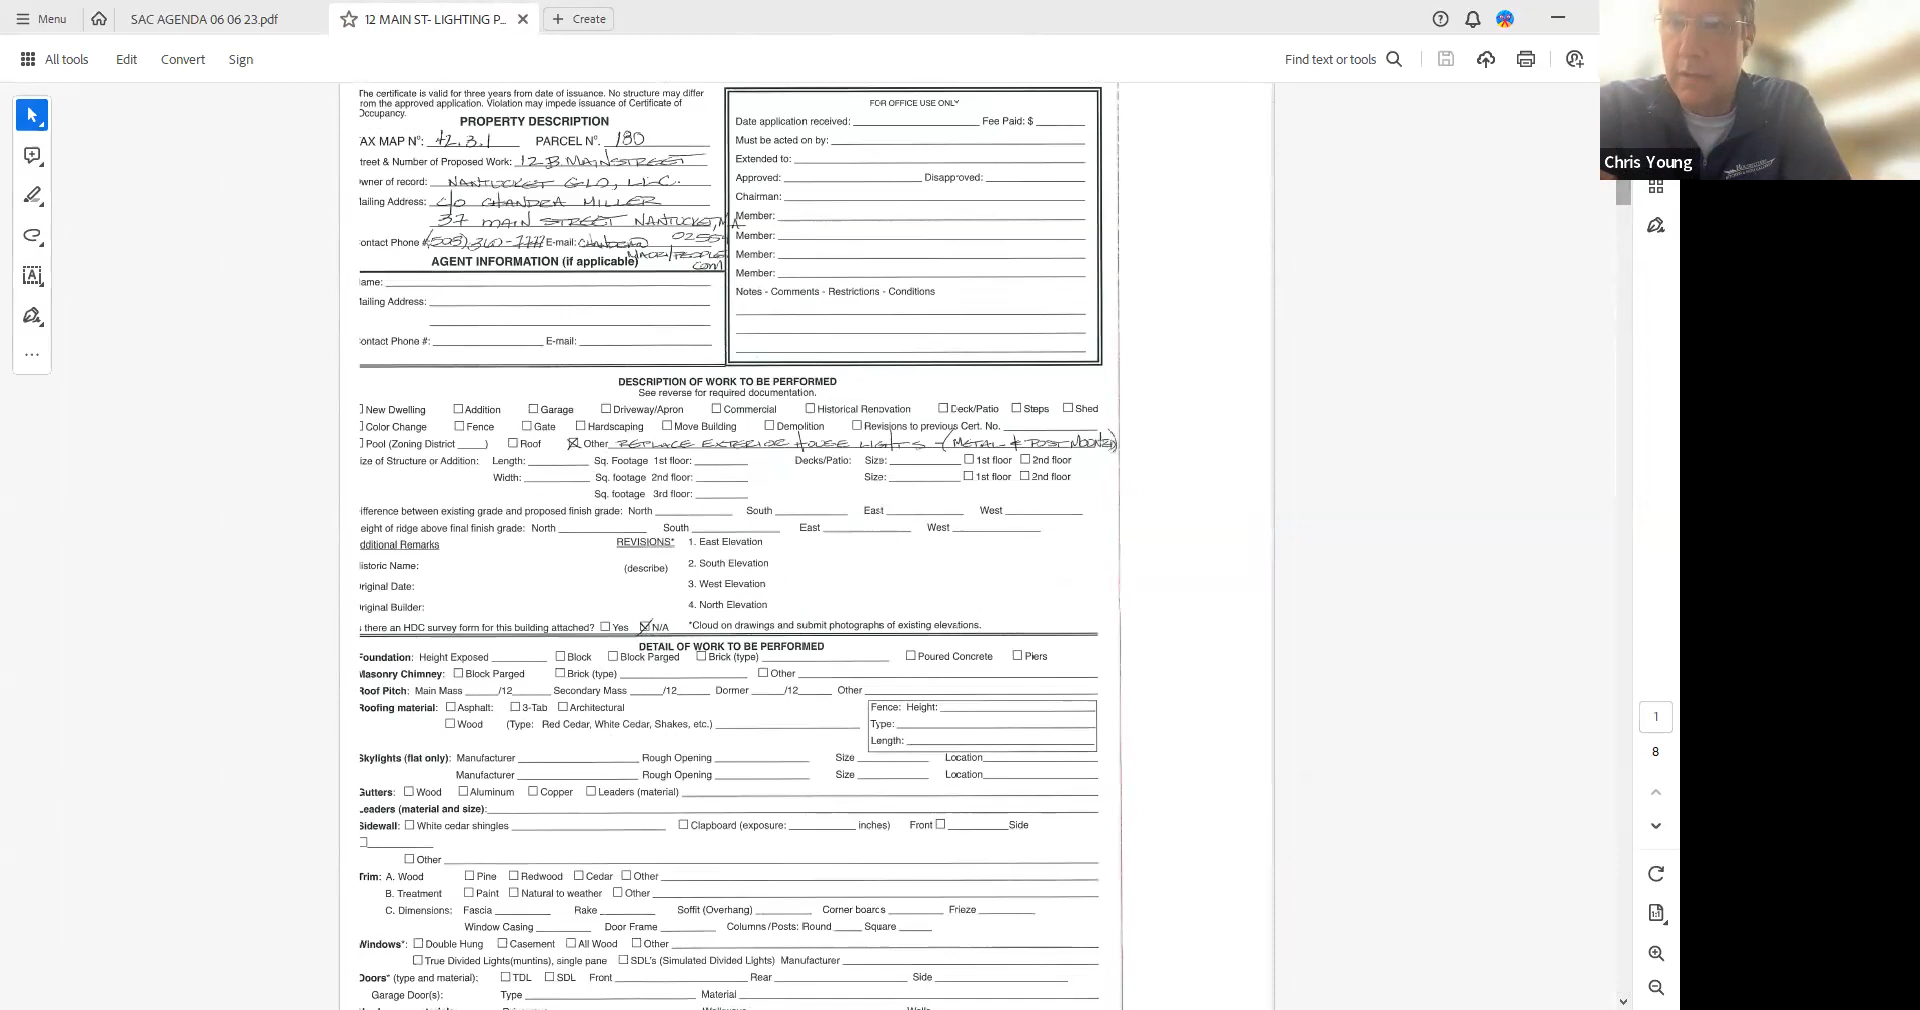 Menu
SAC AGENDA 06 06 23.pdf
12 MAIN ST- LIGHTING P...
Create
All tools
Edit
Convert
Sign
Find text or tools
Chris Young
The certificate is valid for three years from date of issuance. No structure may differ
rom the approved application. Violation may impede issuance of Certificate of
Occupancy.
PROPERTY DESCRIPTION
AX MAP Nº: 42.3.1 PARCEL Nº. 180
treet & Number of Proposed Work: 12B MAIN STREET
wner of record: NANTUCKET GLO, LLC.
ailing Address: C/O CHANDRA MILLER
37 MAIN STREET NANTUCKET, MA
ontact Phone #: E-mail: 0255
AGENT INFORMATION (if applicable)
ame:
ailing Address:
ontact Phone #: E-mail:
FOR OFFICE USE ONLY
Date application received: Fee Paid: $
Must be acted on by:
Extended to:
Approved: Disapproved:
Chairman:
Member:
Member:
Member:
Member:
Notes - Comments - Restrictions - Conditions
DESCRIPTION OF WORK TO BE PERFORMED
See reverse for required documentation.
New Dwelling Addition Garage Driveway/Apron Commercial Historical Renovation Deck/Patio Steps Shed
Color Change Fence Gate Hardscaping Move Building Demolition Revisions to previous Cert. No.
Pool (Zoning District ) Roof Other REPLACE EXTERIOR HOUSE LIGHTS - (METAL & POST MOUNTED)
ize of Structure or Addition: Length: Sq. Footage 1st floor: Decks/Patio: Size: 1st floor 2nd floor
Width: Sq. footage 2nd floor: Size: 1st floor 2nd floor
Sq. footage 3rd floor:
ifference between existing grade and proposed finish grade: North South East West
eight of ridge above final finish grade: North South East West
dditional Remarks REVISIONS* 1. East Elevation
istoric Name: (describe) 2. South Elevation
riginal Date: 3. West Elevation
riginal Builder: 4. North Elevation
there an HDC survey form for this building attached? Yes N/A *Cloud on drawings and submit photographs of existing elevations.
DETAIL OF WORK TO BE PERFORMED
Foundation: Height Exposed Block Block Parged Brick (type) Poured Concrete Piers
Masonry Chimney: Block Parged Brick (type) Other
Roof Pitch: Main Mass /12 Secondary Mass /12 Dormer /12 Other
Roofing material: Asphalt: 3-Tab Architectural
Wood (Type: Red Cedar, White Cedar, Shakes, etc.)
Fence: Height:
Type:
Length:
Skylights (flat only): Manufacturer Rough Opening Size Location
Manufacturer Rough Opening Size Location
Gutters: Wood Aluminum Copper Leaders (material)
Leaders (material and size):
Sidewall: White cedar shingles Clapboard (exposure: inches) Front Side
Other
Trim: A. Wood Pine Redwood Cedar Other
B. Treatment Paint Natural to weather Other
C. Dimensions: Fascia Rake Soffit (Overhang) Corner boards Frieze
Window Casing Door Frame Columns/Posts: Round Square
Windows*: Double Hung Casement All Wood Other
True Divided Lights(muntins), single pane SDL's (Simulated Divided Lights) Manufacturer
Doors* (type and material): TDL SDL Front Rear Side
Garage Door(s): Type Material
1
8